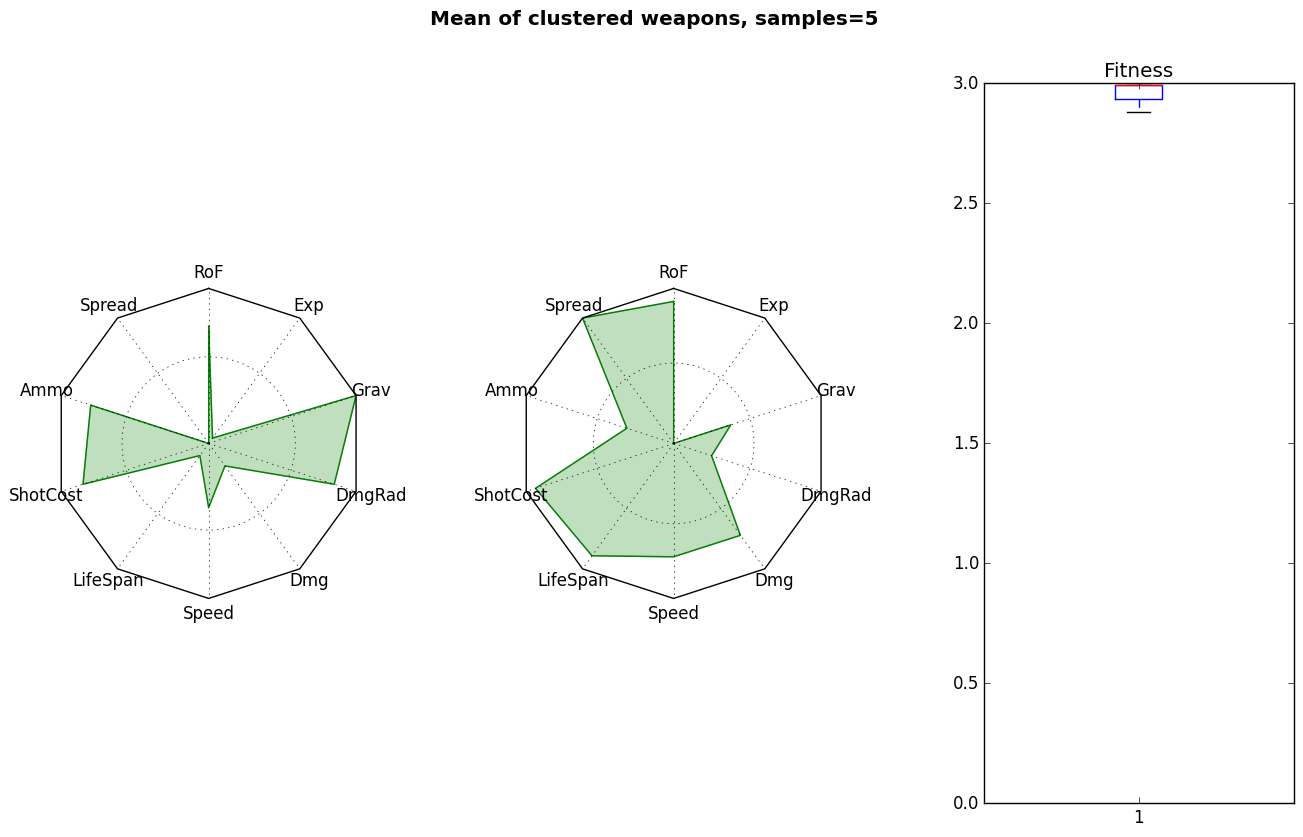 Mean of clustered weapons, samples=5
RoF
Exp
Grav
DmgRad
Dmg
Speed
LifeSpan
ShotCost
Ammo
Spread
RoF
Exp
Grav
DmgRad
Dmg
Speed
LifeSpan
ShotCost
Ammo
Spread
Fitness
3.0
2.5
2.0
1.5
1.0
0.5
0.0
1